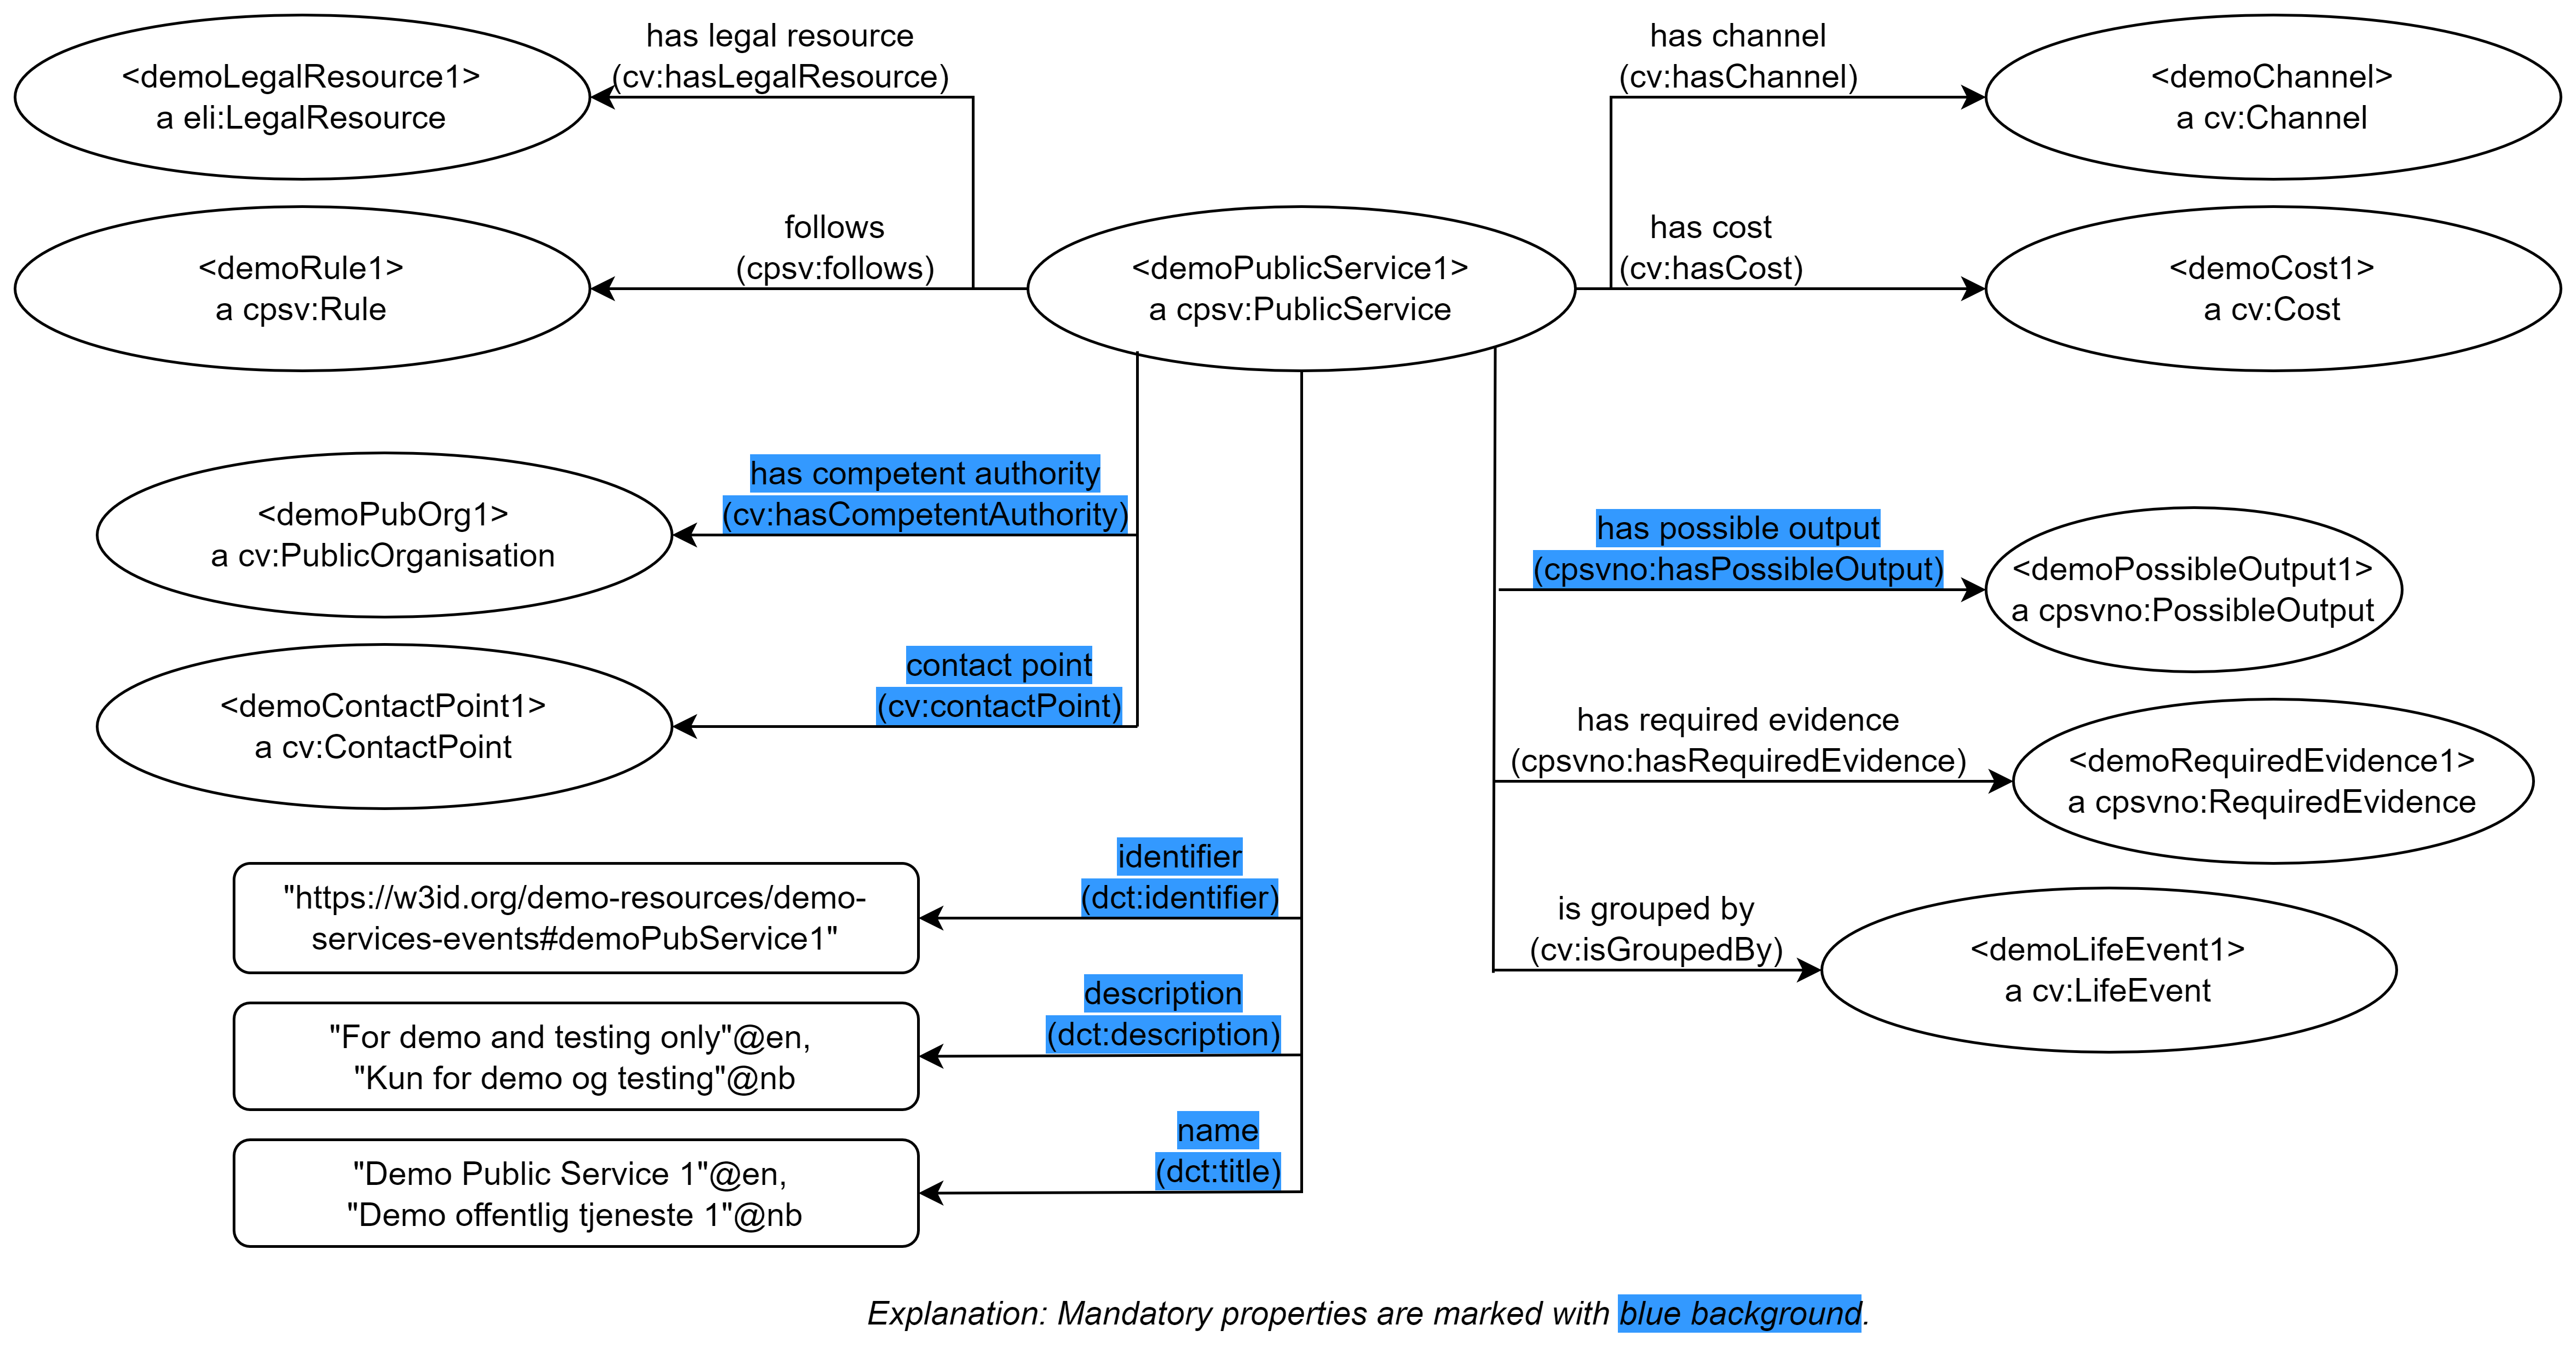 has legal resource
(cv:hasLegalResource)
<demoLegalResource1>
a eli:LegalResource
has channel
(cv:hasChannel)
<demoChannel>
a cv:Channel
follows
(cpsv:follows)
<demoRule1>
a cpsv:Rule
<demoPublicService1>
a cpsv:PublicService
has cost
(cv:hasCost)
<demoCost1>
a cv:Cost
has competent authority
(cv:hasCompetentAuthority)
<demoPubOrg1>
a cv:PublicOrganisation
has possible output
(cpsvno:hasPossibleOutput)
<demoPossibleOutput1>
a cpsvno:PossibleOutput
contact point
(cv:contactPoint)
<demoContactPoint1>
a cv:ContactPoint
has required evidence
(cpsvno:hasRequiredEvidence)
<demoRequiredEvidence1>
a cpsvno:RequiredEvidence
identifier
(dct:identifier)
"https://w3id.org/demo-resources/demo-
services-events#demoPubService1"
is grouped by
(cv:isGroupedBy)
<demoLifeEvent1>
a cv:LifeEvent
description
(dct:description)
"For demo and testing only"@en,
"Kun for demo og testing"@nb
name
(dct:title)
"Demo Public Service 1"@en,
"Demo offentlig tjeneste 1"@nb
Explanation: Mandatory properties are marked with blue background.